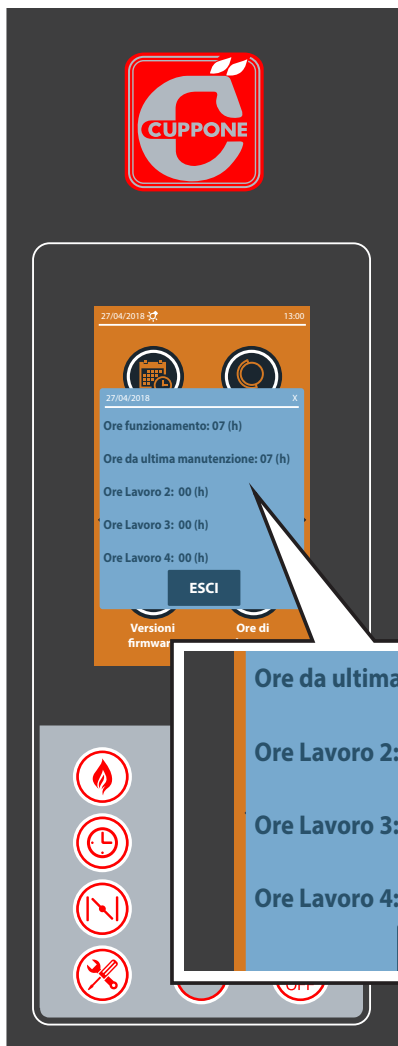 CUPPONE
27/04/2018 13:00
27/04/2018 X
Ore funzionamento: 07 (h)
Ore da ultima manutenzione: 07 (h)
Ore Lavoro 2: 00 (h)
Ore Lavoro 3: 00 (h)
Ore Lavoro 4: 00 (h)
ESCI
Versioni Ore di
Ore da ultima
Ore Lavoro 2:
Ore Lavoro 3:
Ore Lavoro 4: